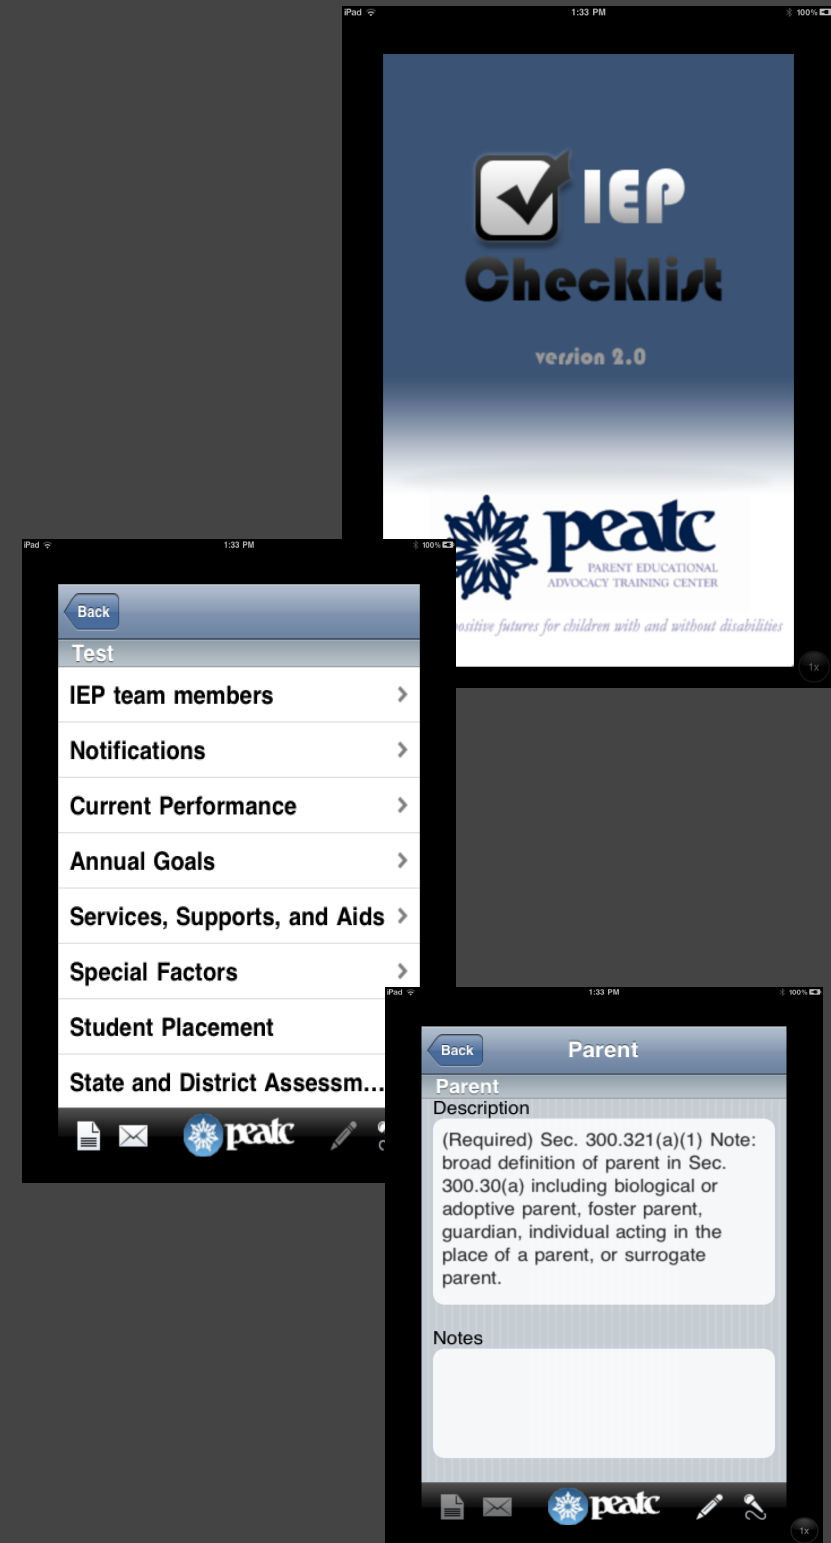 iPad 1:33 PM 100%
IEP
Checklist
version 2.0
peatc
PARENT EDUCATIONAL
ADVOCACY TRAINING CENTER
positive futures for children with and without disabilities
1x
iPad 1:33 PM 100%
Back
Test
IEP team members
Notifications
Current Performance
Annual Goals
Services, Supports, and Aids
Special Factors
Student Placement
State and District Assessm...
peatc
iPad 1:33 PM 100%
Back Parent
Parent
Description
(Required) Sec. 300.321(a)(1) Note:
broad definition of parent in Sec.
300.30(a) including biological or
adoptive parent, foster parent,
guardian, individual acting in the
place of a parent, or surrogate
parent.
Notes
peatc
1x